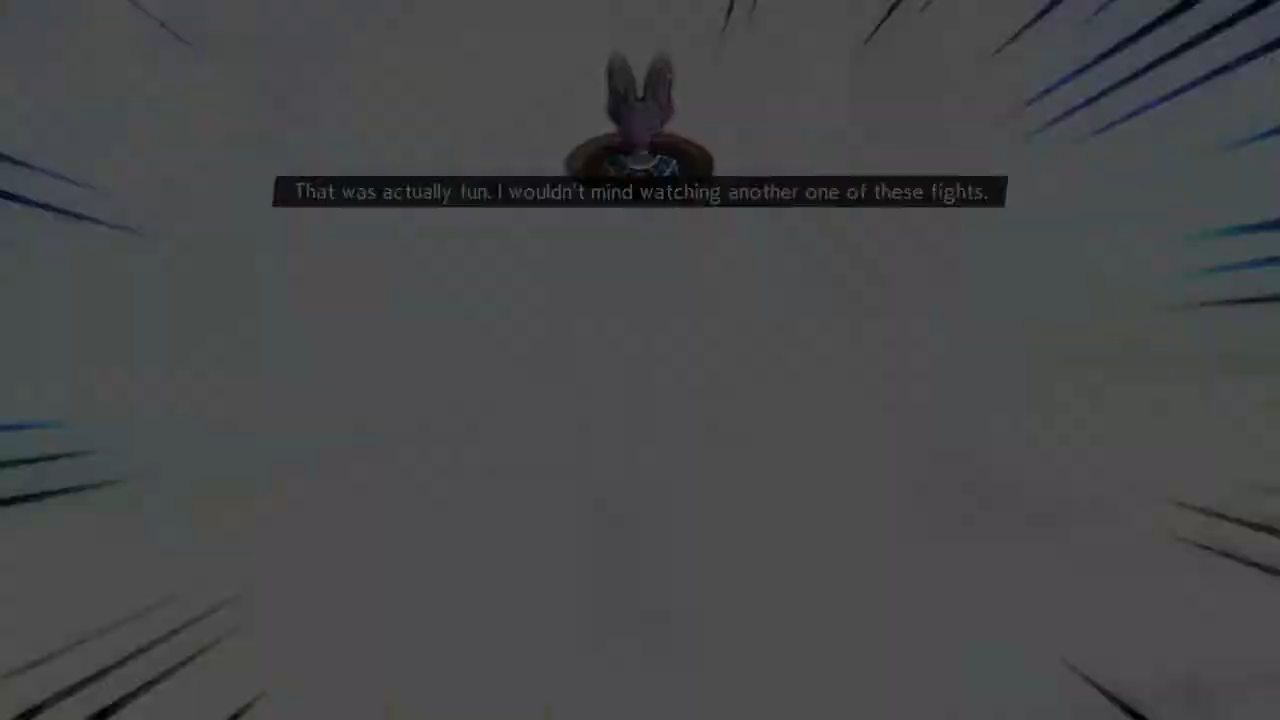 That was actually fun. I wouldn't mind watching another one of these fights.